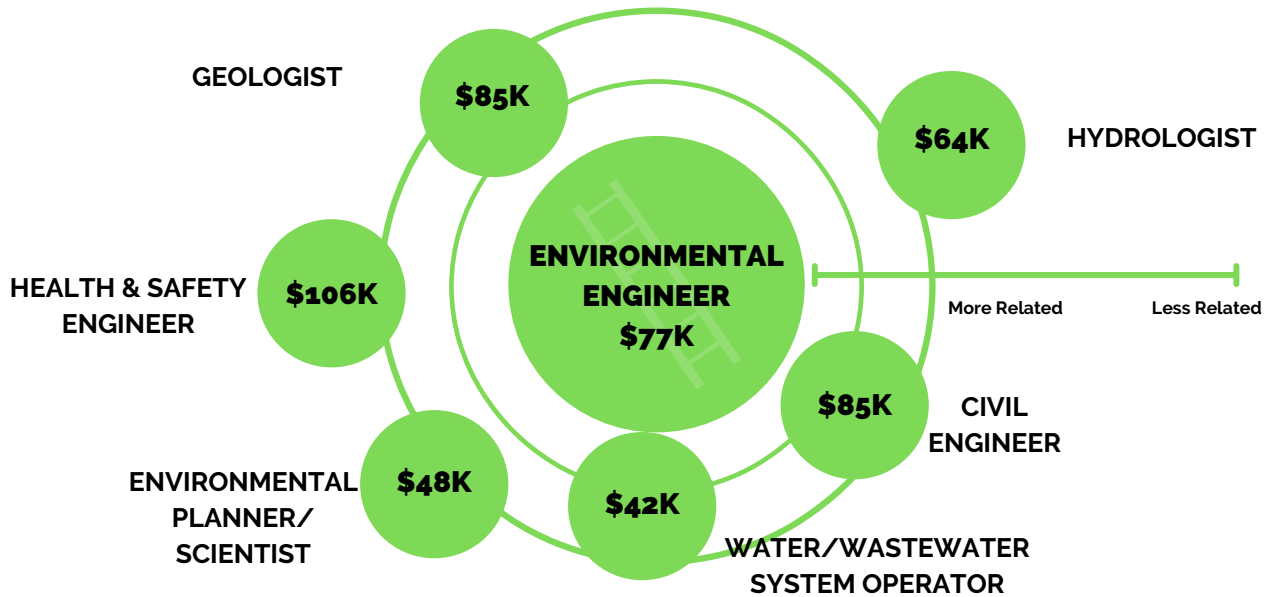 GEOLOGIST
$85K
$64K
HYDROLOGIST
ENVIRONMENTAL
ENGINEER
$77K
HEALTH & SAFETY
ENGINEER
$106K
More Related
Less Related
$85K
CIVIL
ENGINEER
ENVIRONMENTAL
PLANNER/
SCIENTIST
$48K
$42K
WATER/WASTEWATER
SYSTEM OPERATOR